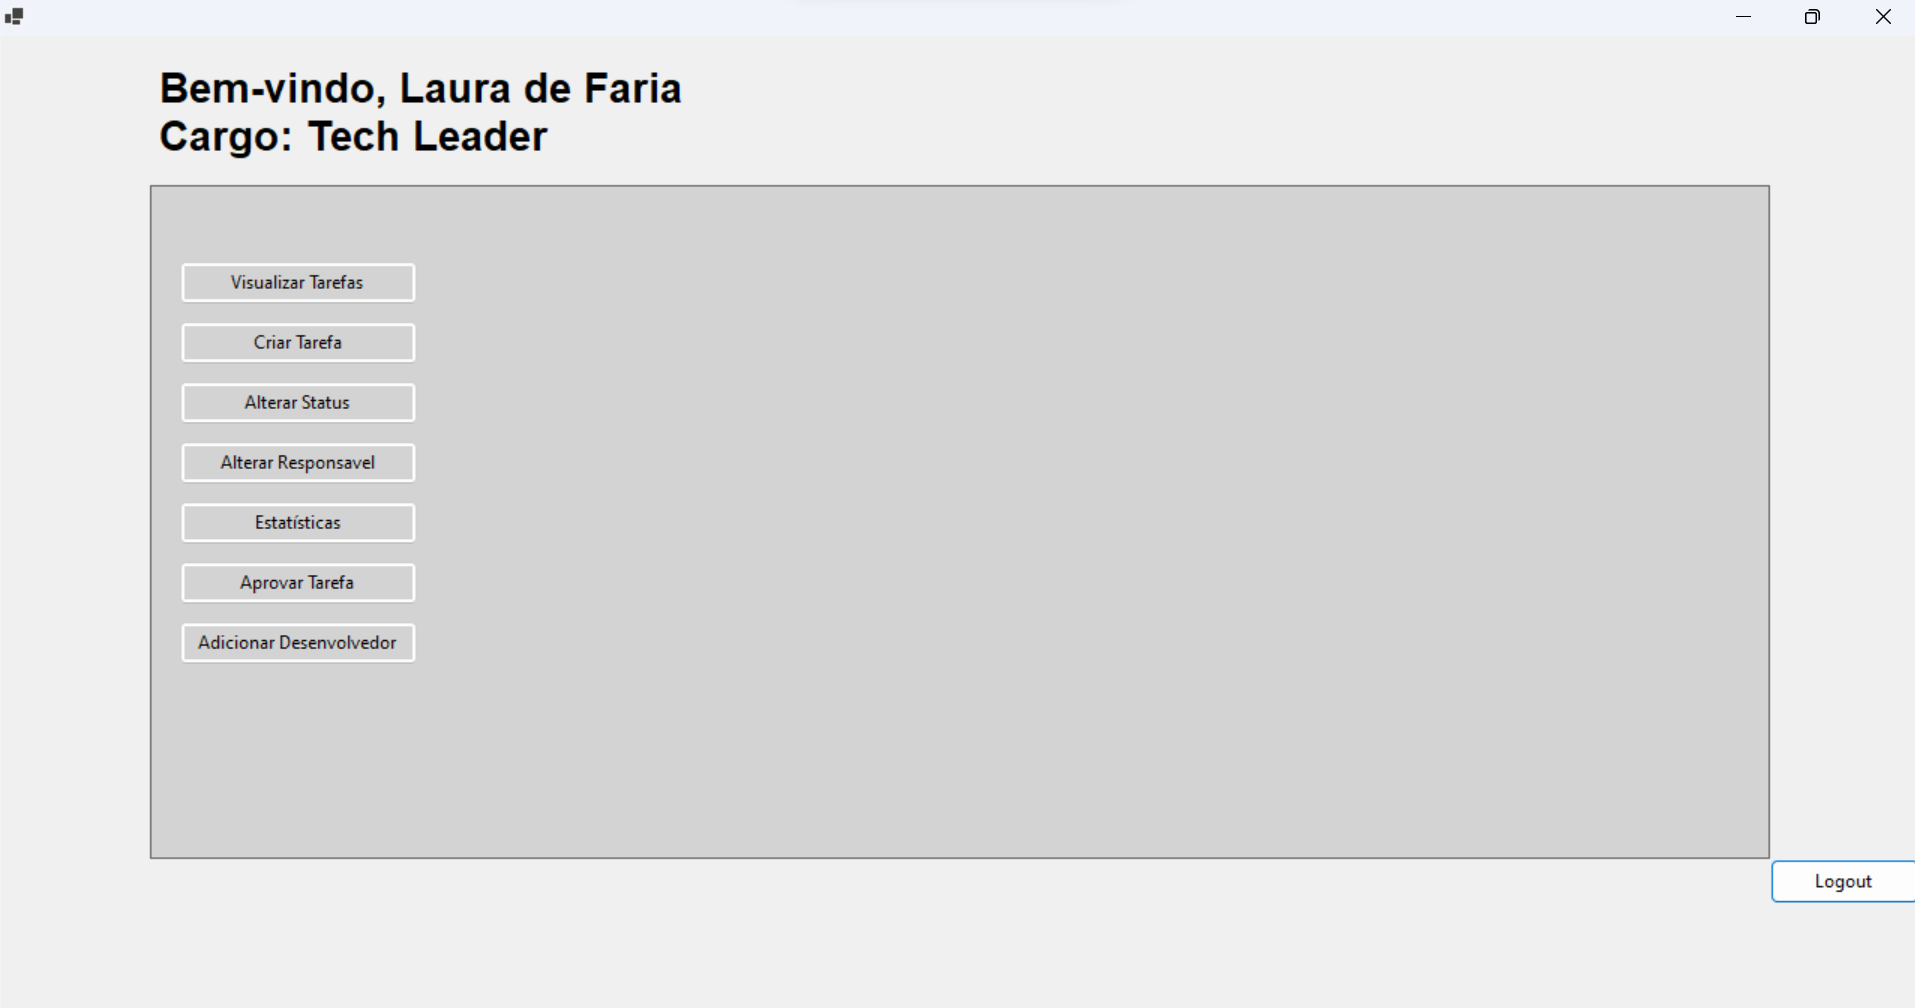 Bem-vindo, Laura de Faria
Cargo: Tech Leader
Visualizar Tarefas
Criar Tarefa
Alterar Status
Alterar Responsavel
Estatísticas
Aprovar Tarefa
Adicionar Desenvolvedor
Logout